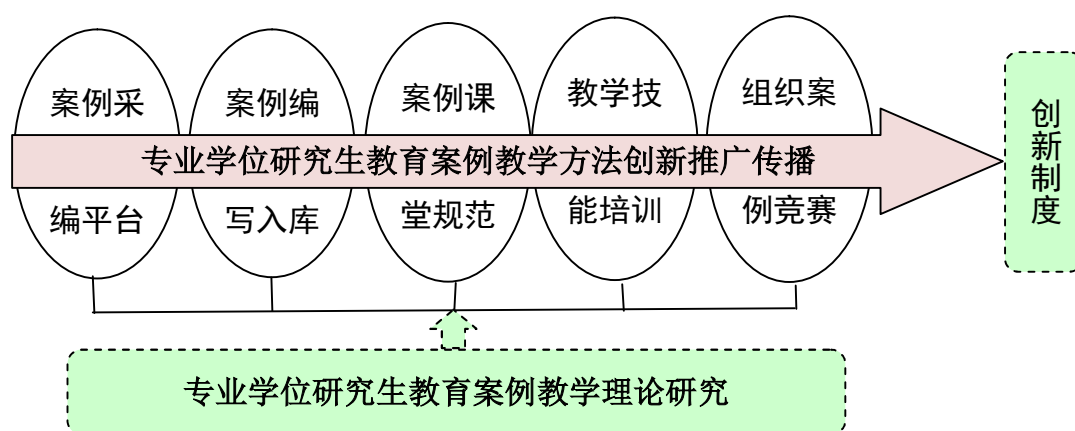 案例采
编平台
案例编
写入库
案例课
堂规范
教学技
能培训
组织案
例竞赛
专业学位研究生教育案例教学方法创新推广传播
创新制度
专业学位研究生教育案例教学理论研究